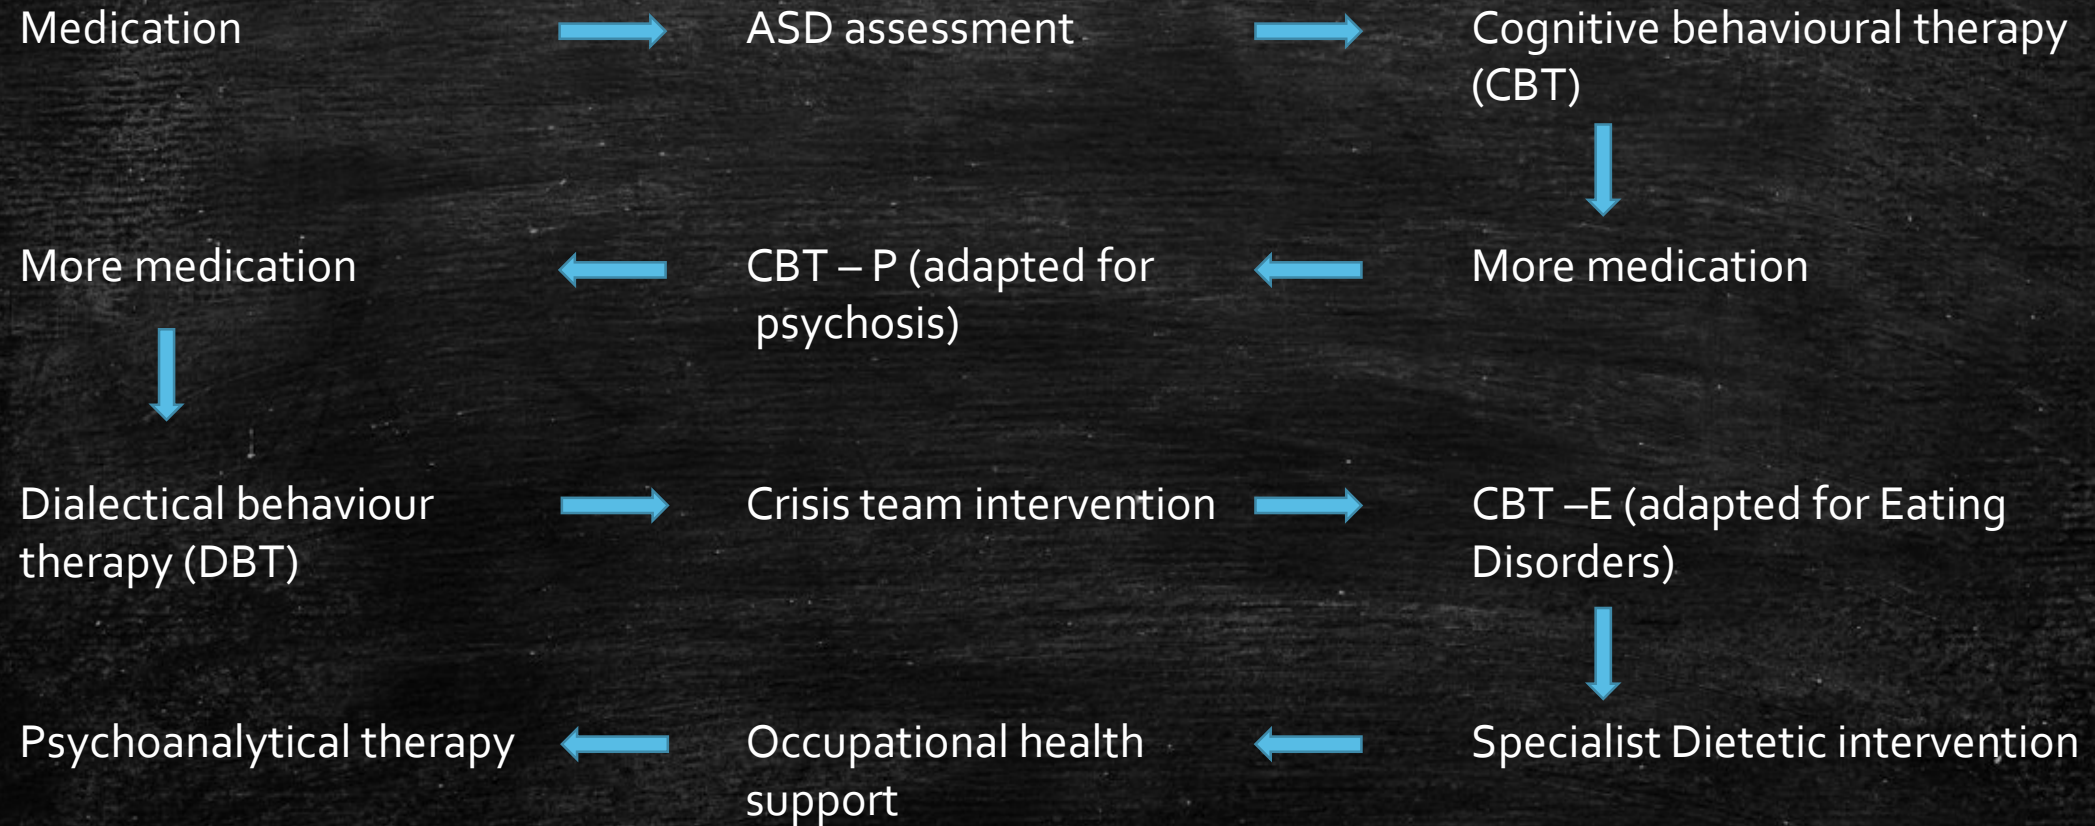 Medication
ASD assessment
Cognitive behavioural therapy
(CBT)
More medication
CBT – P (adapted for
psychosis)
More medication
Dialectical behaviour
therapy (DBT)
Crisis team intervention
CBT –E (adapted for Eating
Disorders)
Specialist Dietetic intervention
Occupational health
support
Psychoanalytical therapy